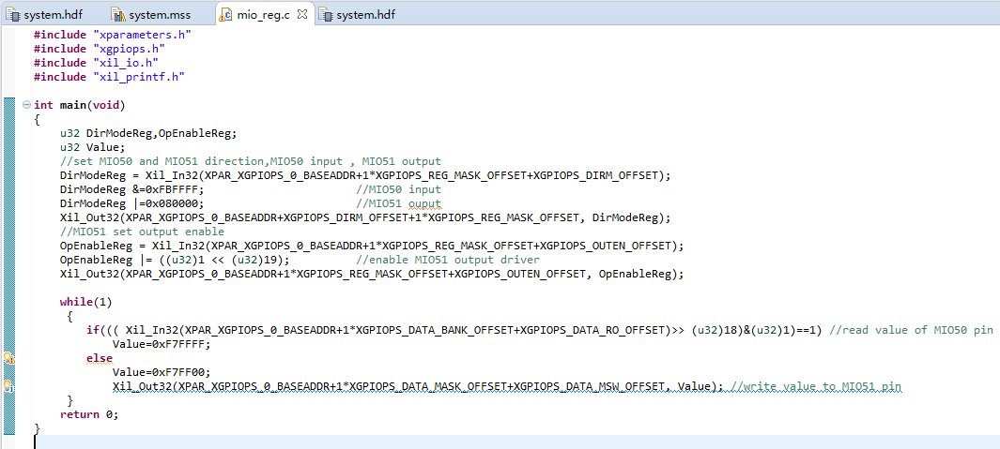 system.hdf system.mss mio_reg.c system.hdf
#include "xparameters.h"
#include "xgpiops.h"
#include "xil_io.h"
#include "xil_printf.h"
int main(void)
{
u32 DirModeReg,OpEnableReg;
u32 Value;
//set MIO50 and MIO51 direction,MIO50 input , MIO51 output
DirModeReg = Xil_In32(XPAR_XGPIOPS_0_BASEADDR+1*XGPIOPS_REG_MASK_OFFSET+XGPIOPS_DIRM_OFFSET);
DirModeReg &=0xFBFFFF; //MIO50 input
DirModeReg |=0x080000; //MIO51 ouput
Xil_Out32(XPAR_XGPIOPS_0_BASEADDR+XGPIOPS_DIRM_OFFSET+1*XGPIOPS_REG_MASK_OFFSET, DirModeReg);
//MIO51 set output enable
OpEnableReg = Xil_In32(XPAR_XGPIOPS_0_BASEADDR+1*XGPIOPS_REG_MASK_OFFSET+XGPIOPS_OUTEN_OFFSET);
OpEnableReg |= ((u32)1 << (u32)19); //enable MIO51 output driver
Xil_Out32(XPAR_XGPIOPS_0_BASEADDR+1*XGPIOPS_REG_MASK_OFFSET+XGPIOPS_OUTEN_OFFSET, OpEnableReg);
while(1)
{
if((( Xil_In32(XPAR_XGPIOPS_0_BASEADDR+1*XGPIOPS_DATA_BANK_OFFSET+XGPIOPS_DATA_RO_OFFSET)>> (u32)18)&(u32)1)==1) //read value of MIO50 pin
Value=0xF7FFFF;
else
Value=0xF7FF00;
Xil_Out32(XPAR_XGPIOPS_0_BASEADDR+1*XGPIOPS_DATA_MASK_OFFSET+XGPIOPS_DATA_MSW_OFFSET, Value); //write value to MIO51 pin
}
return 0;
}